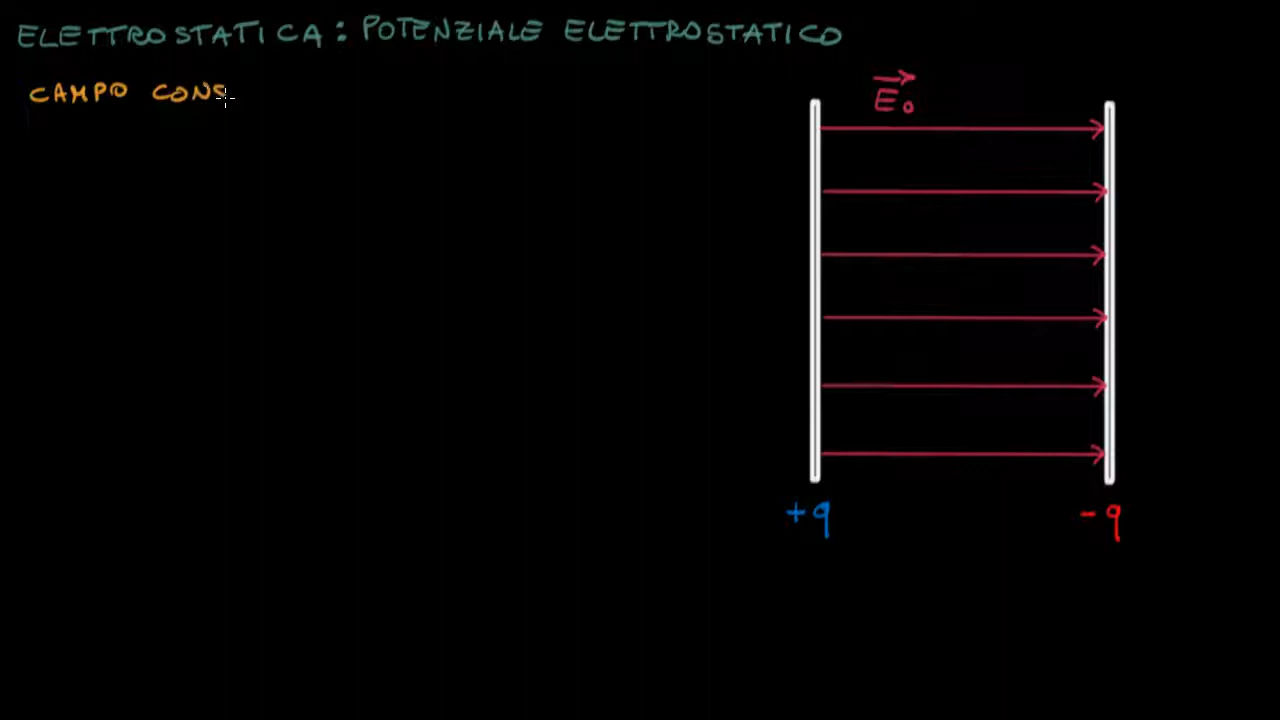 ELETTROSTATICA: POTENZIALE ELETTROSTATICO
CAMPO CONS
E₀
+q
-q